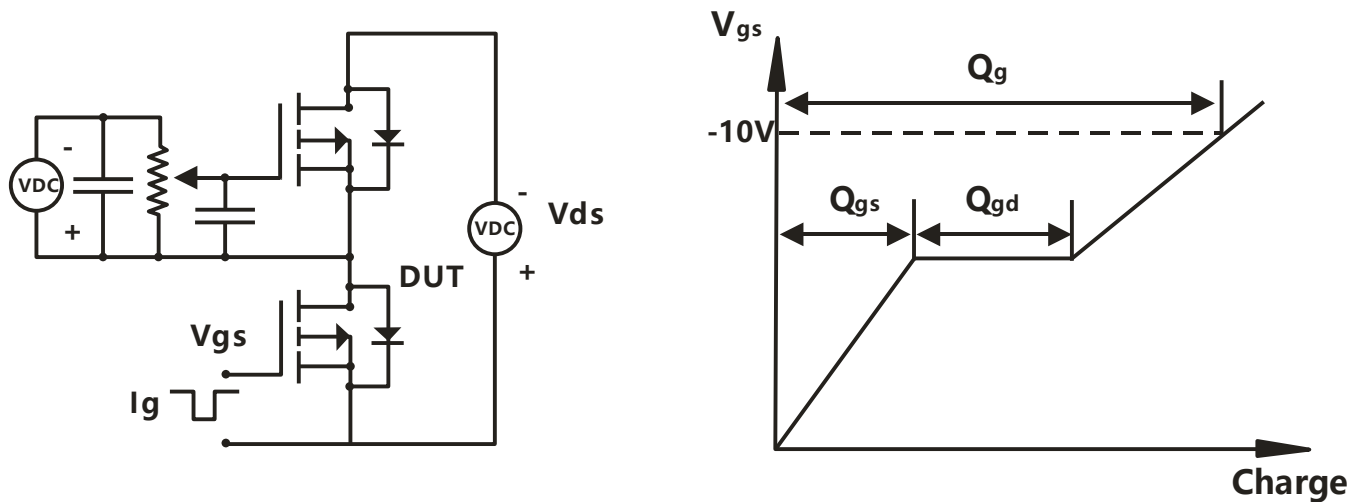 VDC
-
+
Vgs
Ig
DUT
VDC
-
+
Vds
Vgs
Qg
-10V
Qgs
Qgd
Charge